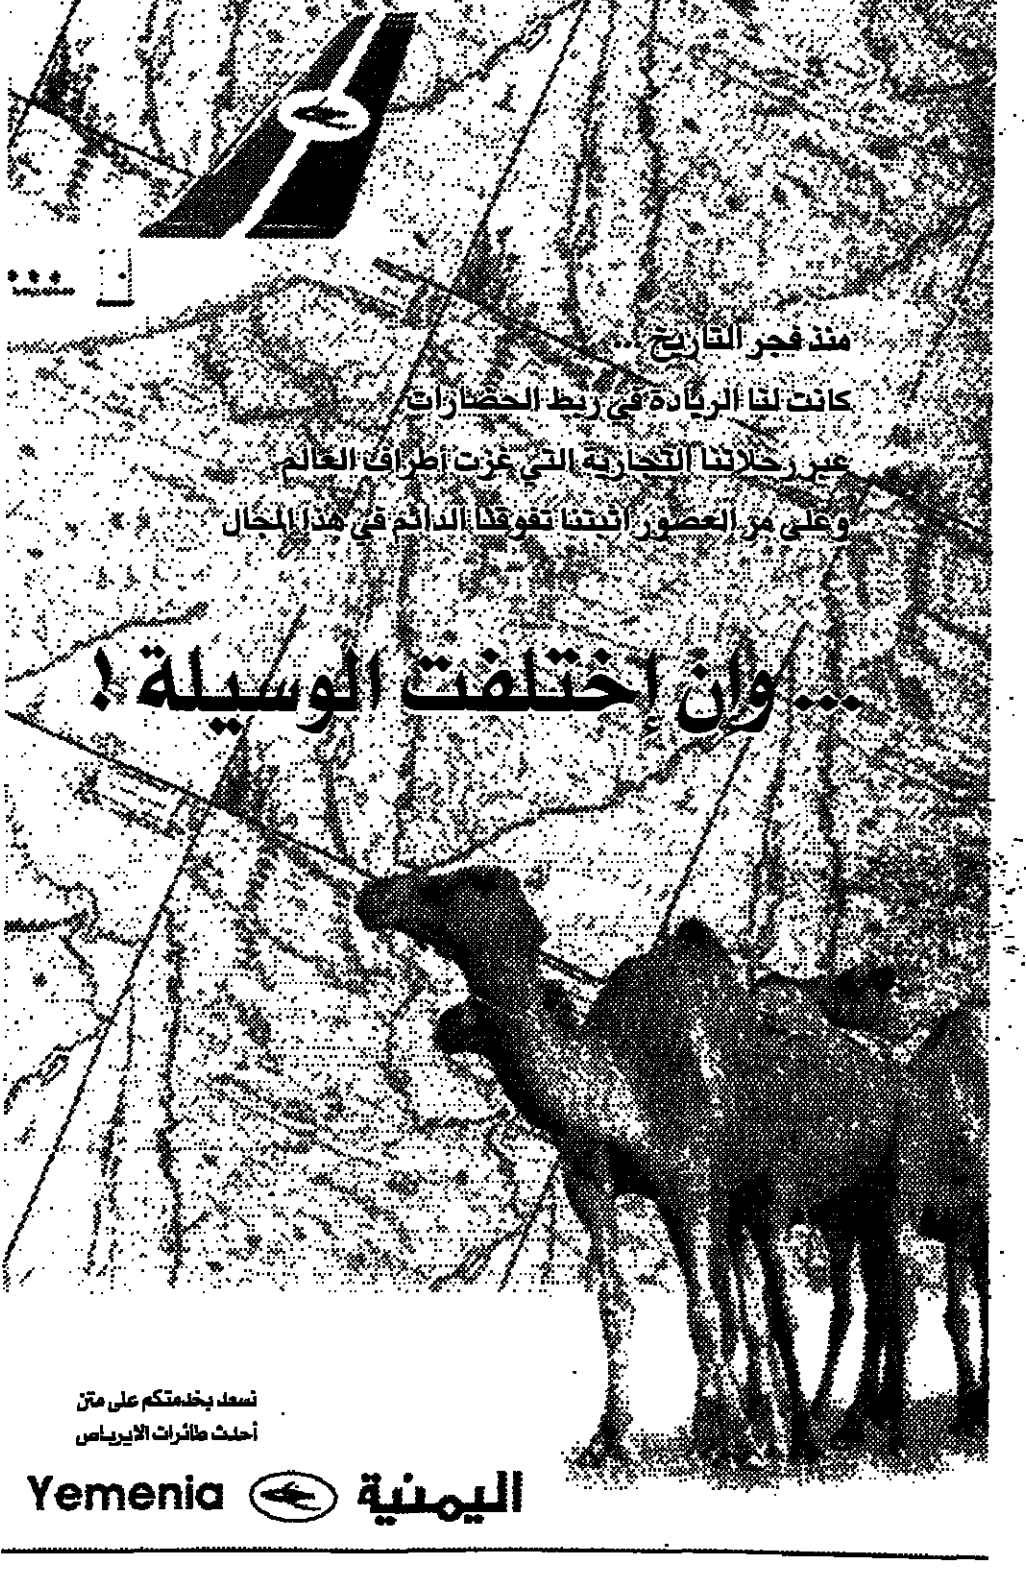 منذ فجر التاريخ ...
كانت لنا الريادة في ربط الحضارات
عبر رحلاتنا التجارية التي غزت أطراف العالم
وعلى مر العصور اثبتنا تفوقنا الدائم في هذا المجال
... وإن إختلفت الوسيلة !
نسعد بخدمتكم على متن
أحدث طائرات الايرباص
اليمنية Yemenia